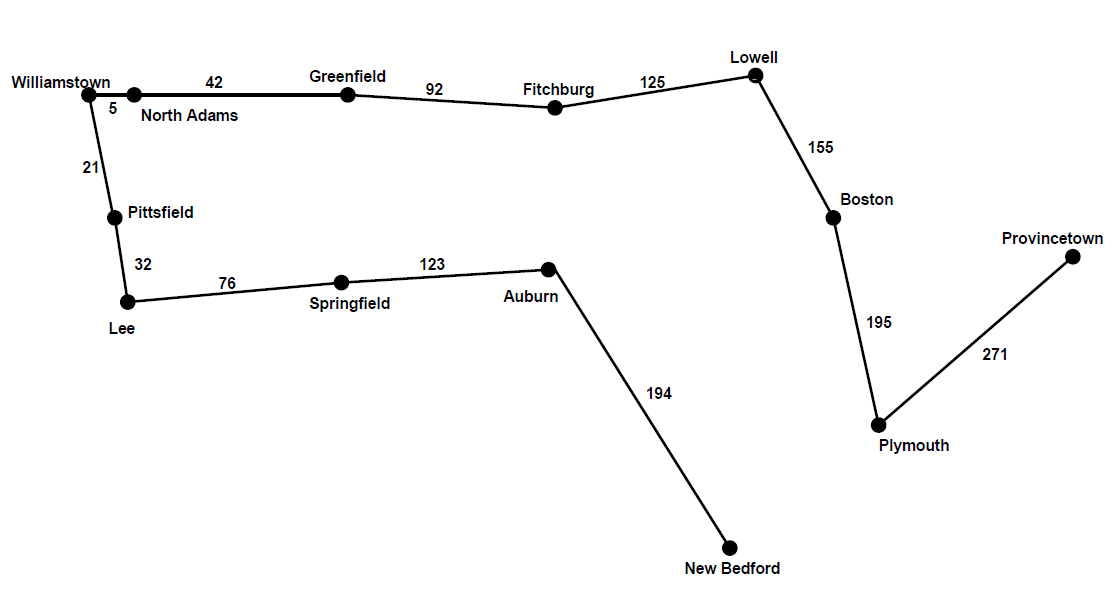 Lowell
Williamstown
42
Greenfield
92
Fitchburg
125
5
North Adams
155
21
Pittsfield
Boston
Provincetown
32
76
123
Springfield
Auburn
Lee
195
271
194
Plymouth
New Bedford